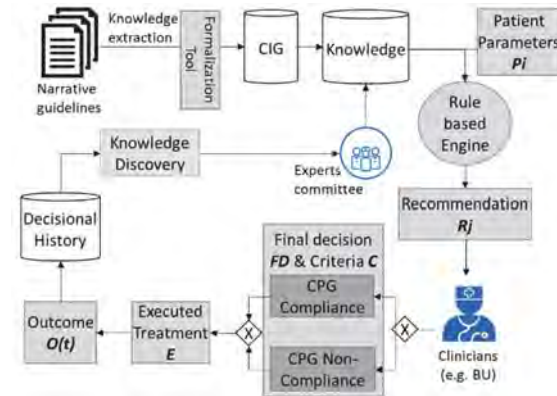 Knowledge
extraction
Narrative
guidelines
Formalization
Tool
CIG
Knowledge
Patient
Parameters
Pi
Rule
based
Engine
Recommendation
Rj
Clinicians
(e.g. BU)
X
Final decision
FD & Criteria C
CPG
Compliance
CPG Non-
Compliance
X
Executed
Treatment
E
Outcome
O(t)
Decisional
History
Knowledge
Discovery
Experts
committee